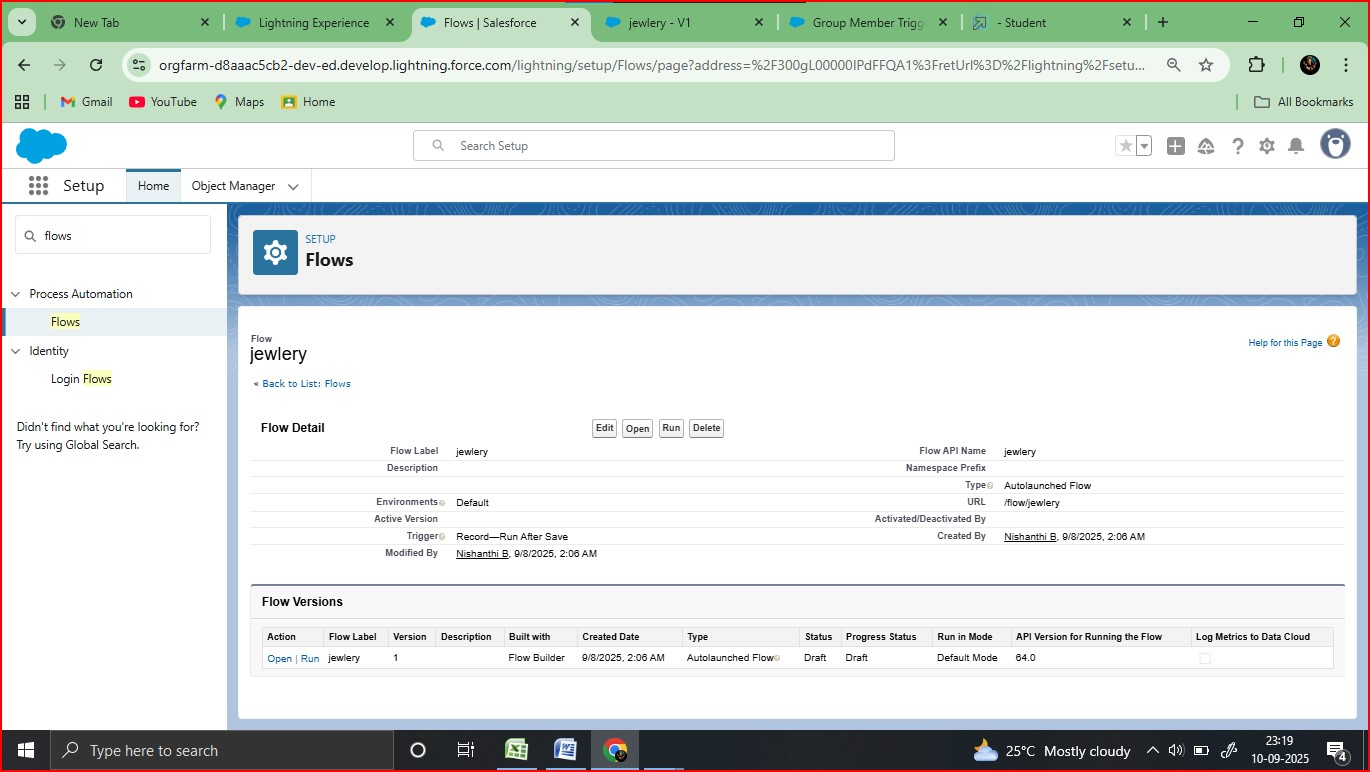 New Tab
Lightning Experience
Flows | Salesforce
jewlery - V1
Group Member Trigg
- Student
orgfarm-d8aaac5cb2-dev-ed.develop.lightning.force.com/lightning/setup/Flows/page?address=%2F300gL00000IPdFFQA1%3FretUrl%3D%2Flightning%2Fsetu...
Gmail
YouTube
Maps
Home
All Bookmarks
Search Setup
Setup
Home
Object Manager
flows
Process Automation
Flows
Identity
Login Flows
Didn't find what you're looking for?
Try using Global Search.
SETUP
Flows
Flow
jewlery
Help for this Page
« Back to List: Flows
Flow Detail
Edit Open Run Delete
Flow Label jewlery Flow API Name jewlery
Description Namespace Prefix
Type Autolaunched Flow
Environments Default URL /flow/jewlery
Active Version Activated/Deactivated By
Trigger Record—Run After Save Created By Nishanthi B, 9/8/2025, 2:06 AM
Modified By Nishanthi B, 9/8/2025, 2:06 AM
Flow Versions
Action Flow Label Version Description Built with Created Date Type Status Progress Status Run in Mode API Version for Running the Flow Log Metrics to Data Cloud
Open | Run jewlery 1 Flow Builder 9/8/2025, 2:06 AM Autolaunched Flow Draft Draft Default Mode 64.0
Type here to search
25°C Mostly cloudy
23:19
10-09-2025
4